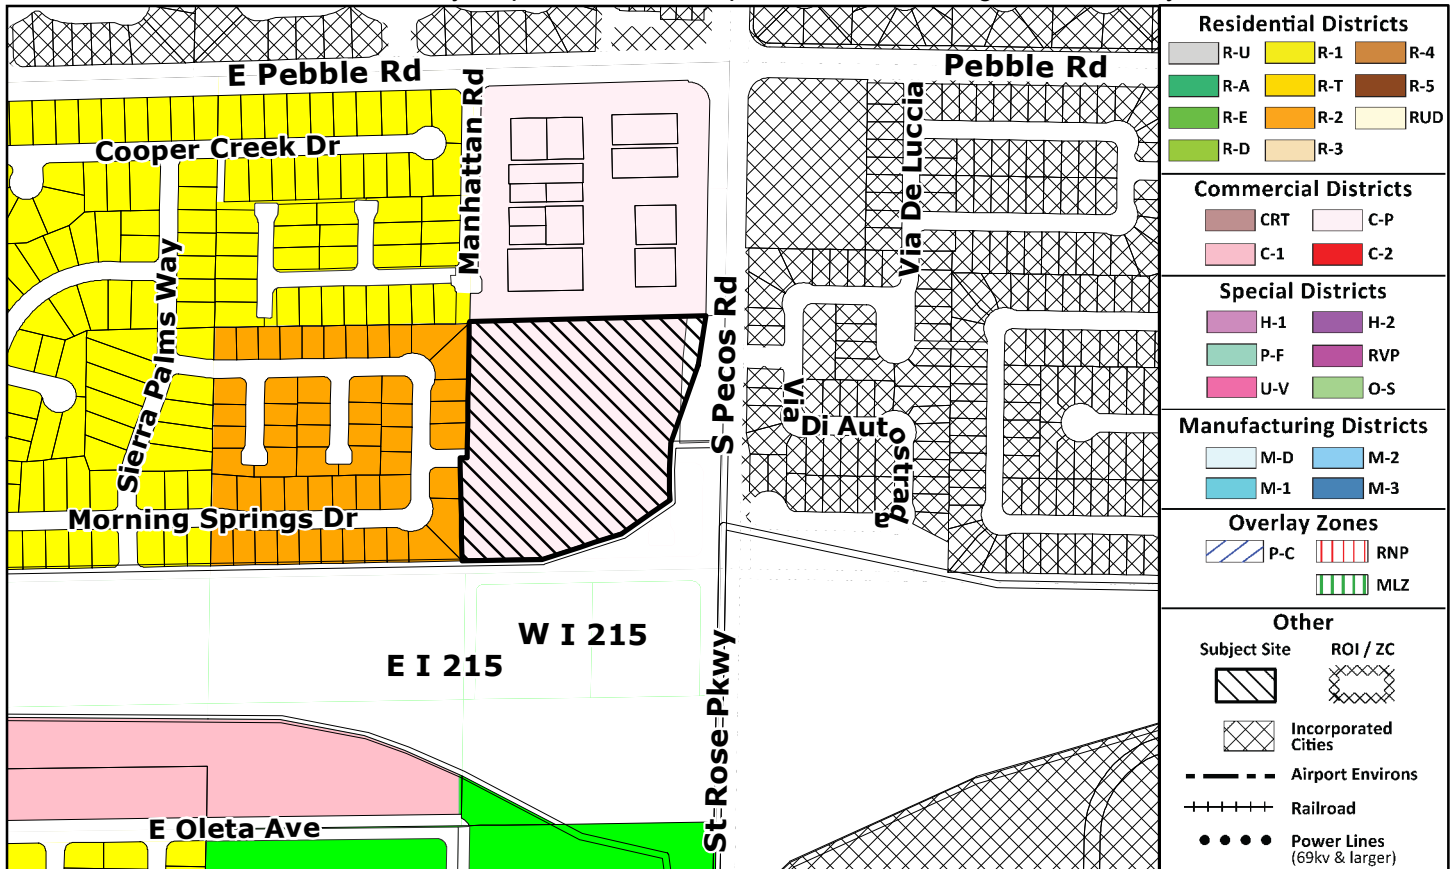 E Pebble Rd
Pebble Rd
Cooper Creek Dr
Manhattan Rd
Via De Luccia
Sierra Palms Way
S Pecos Rd
Via
Di Aut
ostrad
a
Morning Springs Dr
W I 215
E I 215
St Rose Pkwy
E Oleta Ave
Residential Districts
R-U
R-1
R-4
R-A
R-T
R-5
R-E
R-2
RUD
R-D
R-3
Commercial Districts
CRT
C-P
C-1
C-2
Special Districts
H-1
H-2
P-F
RVP
U-V
O-S
Manufacturing Districts
M-D
M-2
M-1
M-3
Overlay Zones
P-C
RNP
MLZ
Other
Subject Site
ROI / ZC
Incorporated
Cities
Airport Environs
Railroad
Power Lines
(69kv & larger)